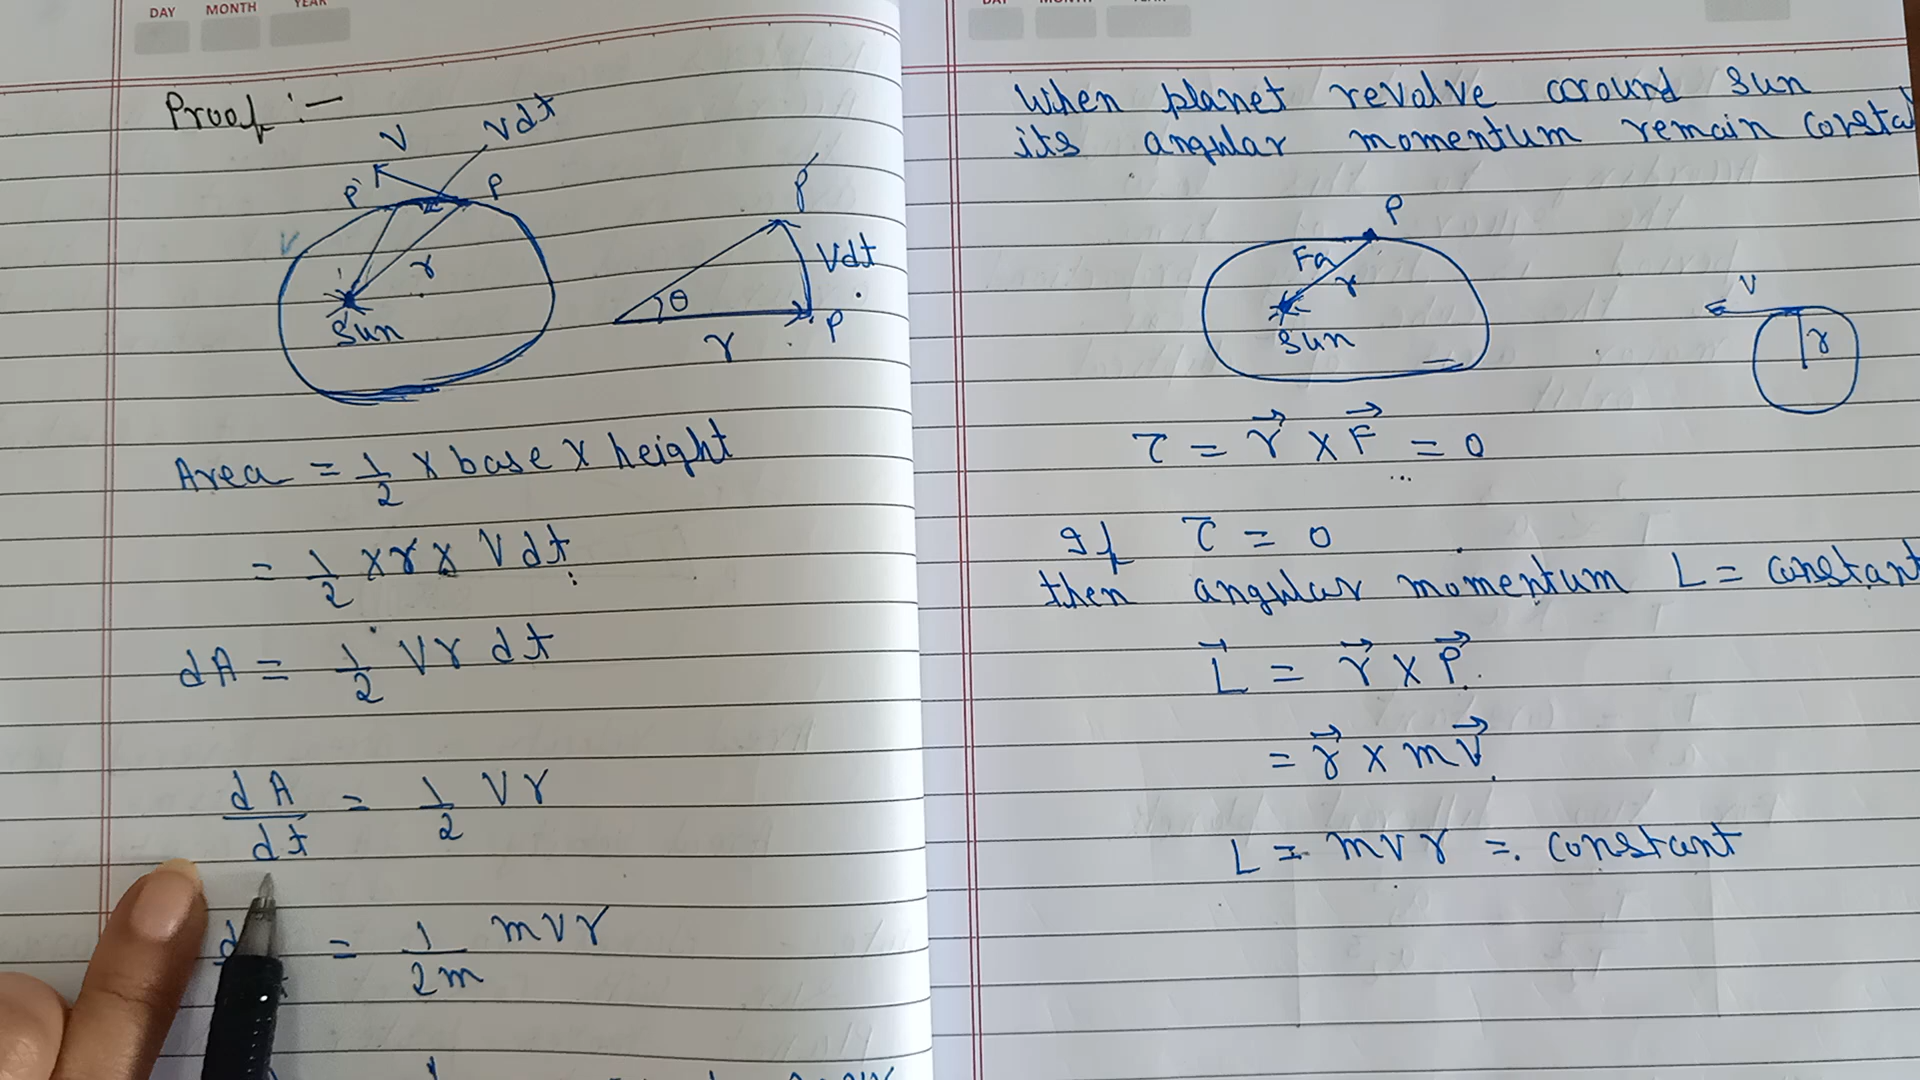 DAY MONTH YEAR
Proof :-
V Vdt
P' P
r
Sun
P'
Vdt
θ
r P
Area = 1/2 x base x height
= 1/2 x r x Vdt
dA = 1/2 Vr dt
dA/dt = 1/2 Vr
= 1/2m mvr
When planet revolve around sun
its angular momentum remain
P
Fa
r
Sun
V
r
τ = r⃗ x F⃗ = 0
If τ = 0
then angular momentum L = constant
L⃗ = r⃗ x P⃗
= r⃗ x mV⃗
L = mvr = constant